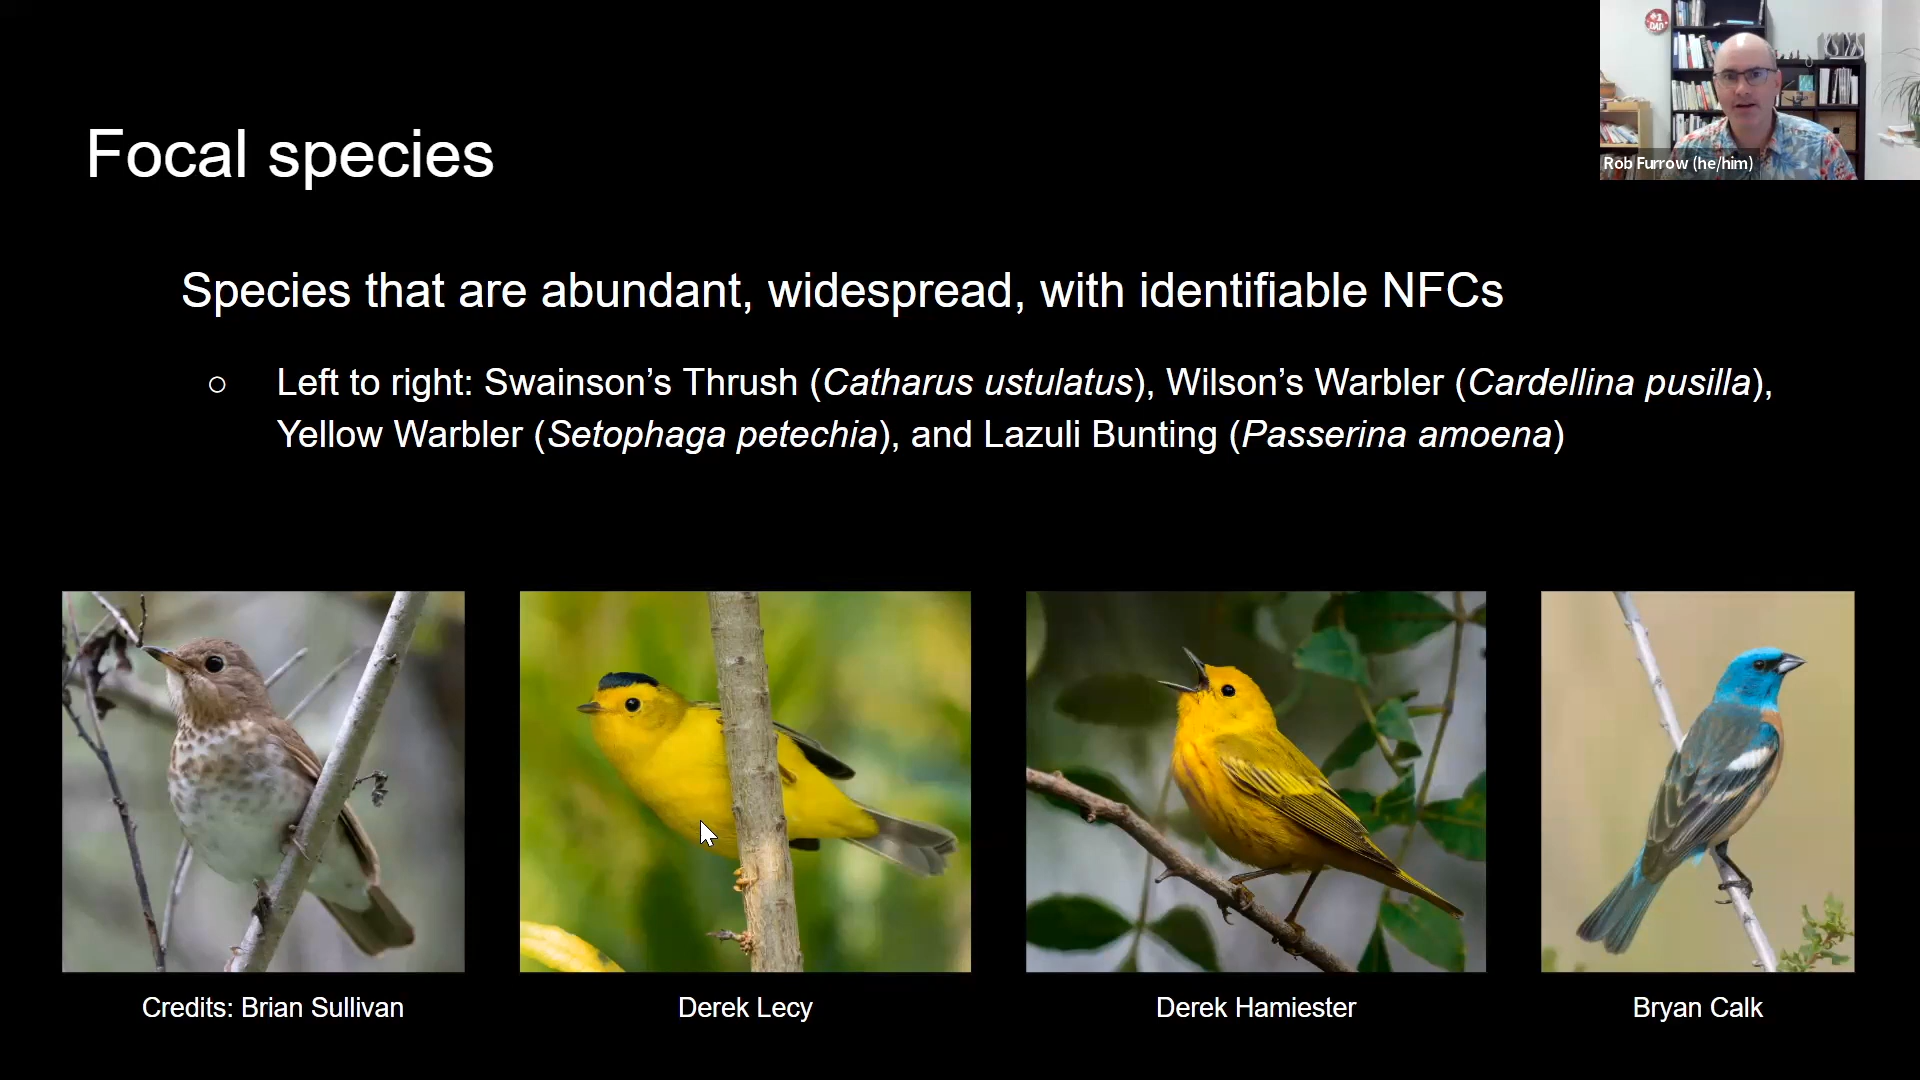 #1
DAD
Rob Furrow (he/him)
Focal species
Species that are abundant, widespread, with identifiable NFCs
○ Left to right: Swainson’s Thrush (Catharus ustulatus), Wilson’s Warbler (Cardellina pusilla),
Yellow Warbler (Setophaga petechia), and Lazuli Bunting (Passerina amoena)
Credits: Brian Sullivan
Derek Lecy
Derek Hamiester
Bryan Calk